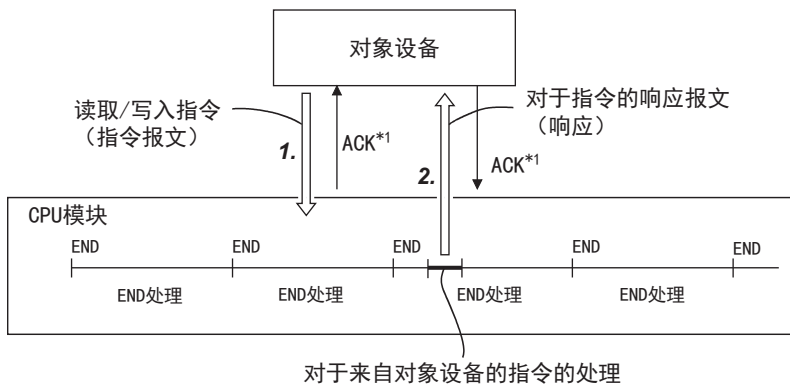 对象设备
读取/写入指令
（指令报文）
1.
ACK*1
2.
对于指令的响应报文
（响应）
ACK*1
CPU模块
END
END
END
END
END
END处理
END处理
END处理
END处理
对于来自对象设备的指令的处理